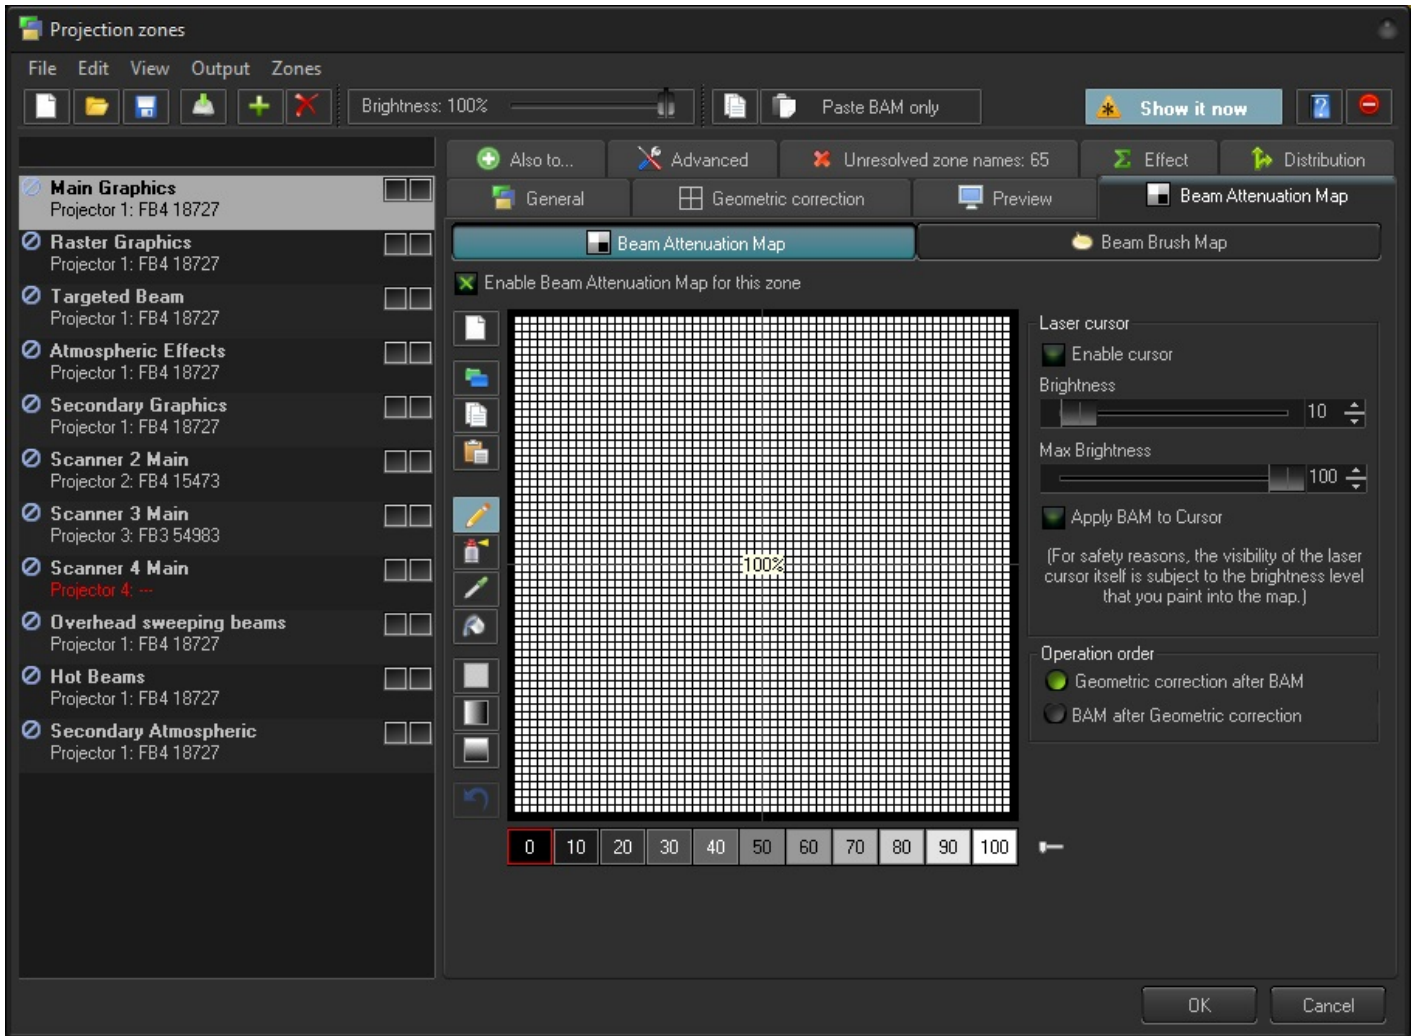 Projection zones
File Edit View Output Zones
Brightness: 100% Paste BAM only Show it now
Also to... Advanced Unresolved zone names: 65 Effect Distribution
General Geometric correction Preview Beam Attenuation Map
Beam Attenuation Map Beam Brush Map
Enable Beam Attenuation Map for this zone
Main Graphics
Projector 1: FB4 18727
Raster Graphics
Projector 1: FB4 18727
Targeted Beam
Projector 1: FB4 18727
Atmospheric Effects
Projector 1: FB4 18727
Secondary Graphics
Projector 1: FB4 18727
Scanner 2 Main
Projector 2: FB4 15473
Scanner 3 Main
Projector 3: FB3 54983
Scanner 4 Main
Projector 4: ---
Overhead sweeping beams
Projector 1: FB4 18727
Hot Beams
Projector 1: FB4 18727
Secondary Atmospheric
Projector 1: FB4 18727
100%
0 10 20 30 40 50 60 70 80 90 100
Laser cursor
Enable cursor
Brightness
10
Max Brightness
100
Apply BAM to Cursor
(For safety reasons, the visibility of the laser
cursor itself is subject to the brightness level
that you paint into the map.)
Operation order
Geometric correction after BAM
BAM after Geometric correction
OK Cancel